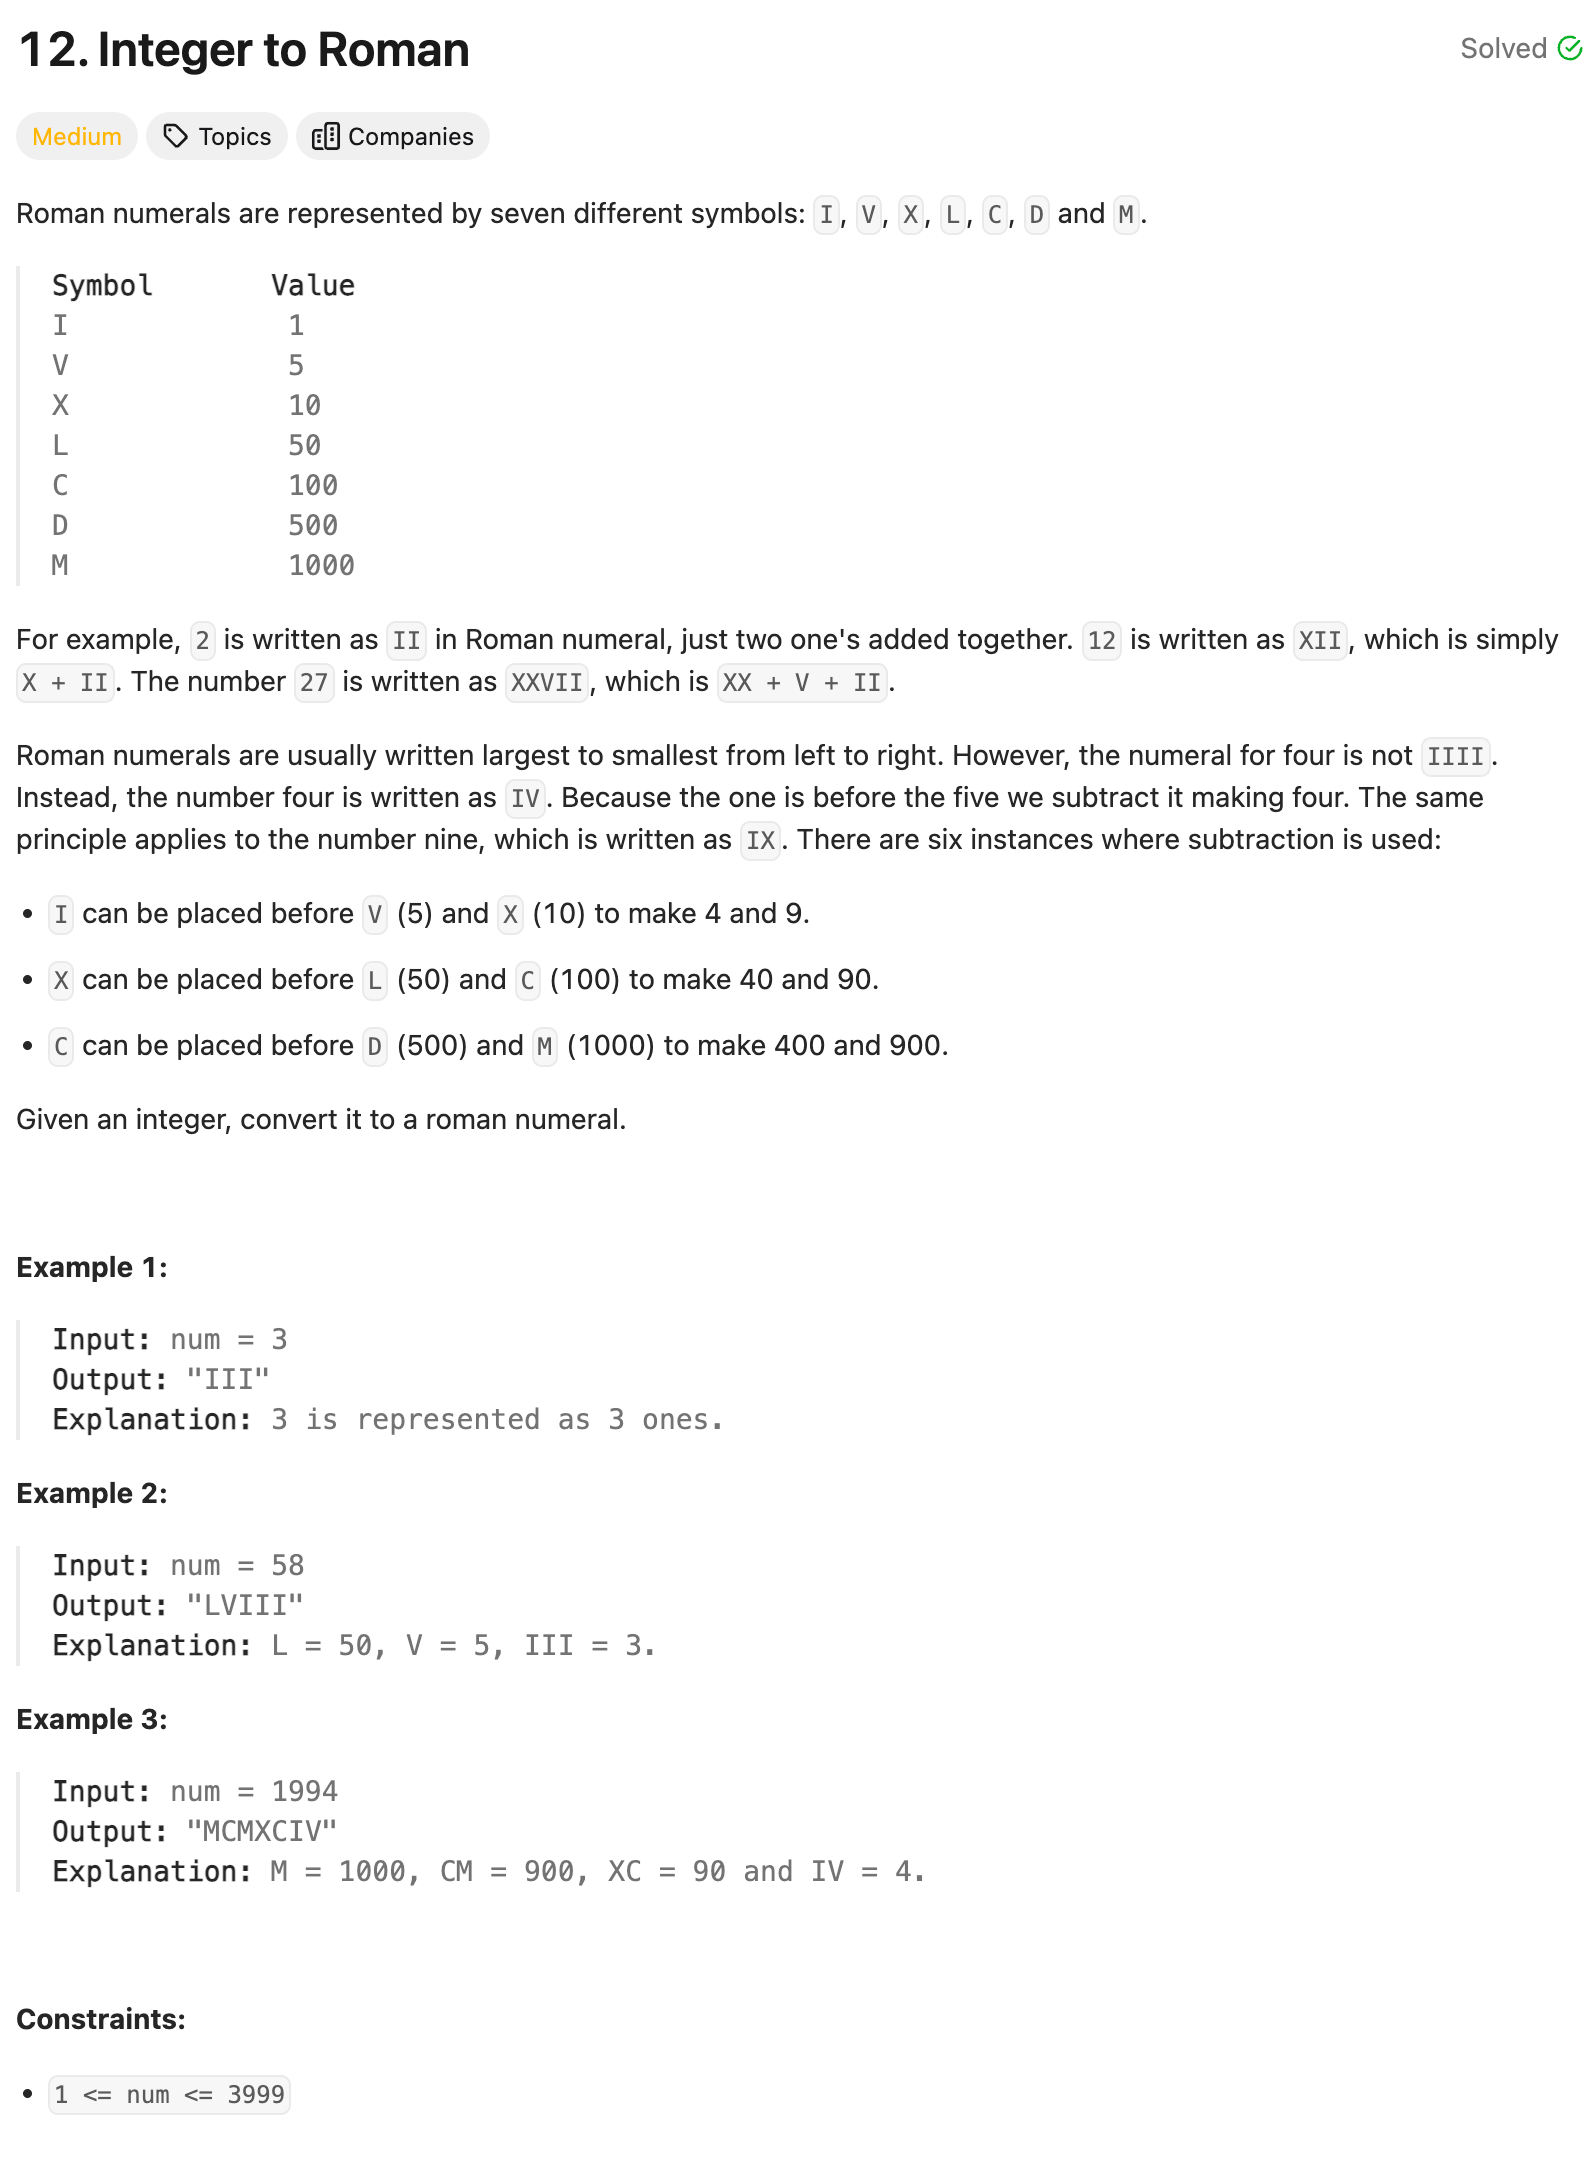 12. Integer to Roman
Solved
Medium Topics Companies
Roman numerals are represented by seven different symbols: I, V, X, L, C, D and M.
Symbol Value
I 1
V 5
X 10
L 50
C 100
D 500
M 1000
For example, 2 is written as II in Roman numeral, just two one's added together. 12 is written as XII, which is simply
X + II. The number 27 is written as XXVII, which is XX + V + II.
Roman numerals are usually written largest to smallest from left to right. However, the numeral for four is not IIII.
Instead, the number four is written as IV. Because the one is before the five we subtract it making four. The same
principle applies to the number nine, which is written as IX. There are six instances where subtraction is used:
• I can be placed before V (5) and X (10) to make 4 and 9.
• X can be placed before L (50) and C (100) to make 40 and 90.
• C can be placed before D (500) and M (1000) to make 400 and 900.
Given an integer, convert it to a roman numeral.
Example 1:
Input: num = 3
Output: "III"
Explanation: 3 is represented as 3 ones.
Example 2:
Input: num = 58
Output: "LVIII"
Explanation: L = 50, V = 5, III = 3.
Example 3:
Input: num = 1994
Output: "MCMXCIV"
Explanation: M = 1000, CM = 900, XC = 90 and IV = 4.
Constraints:
• 1 <= num <= 3999